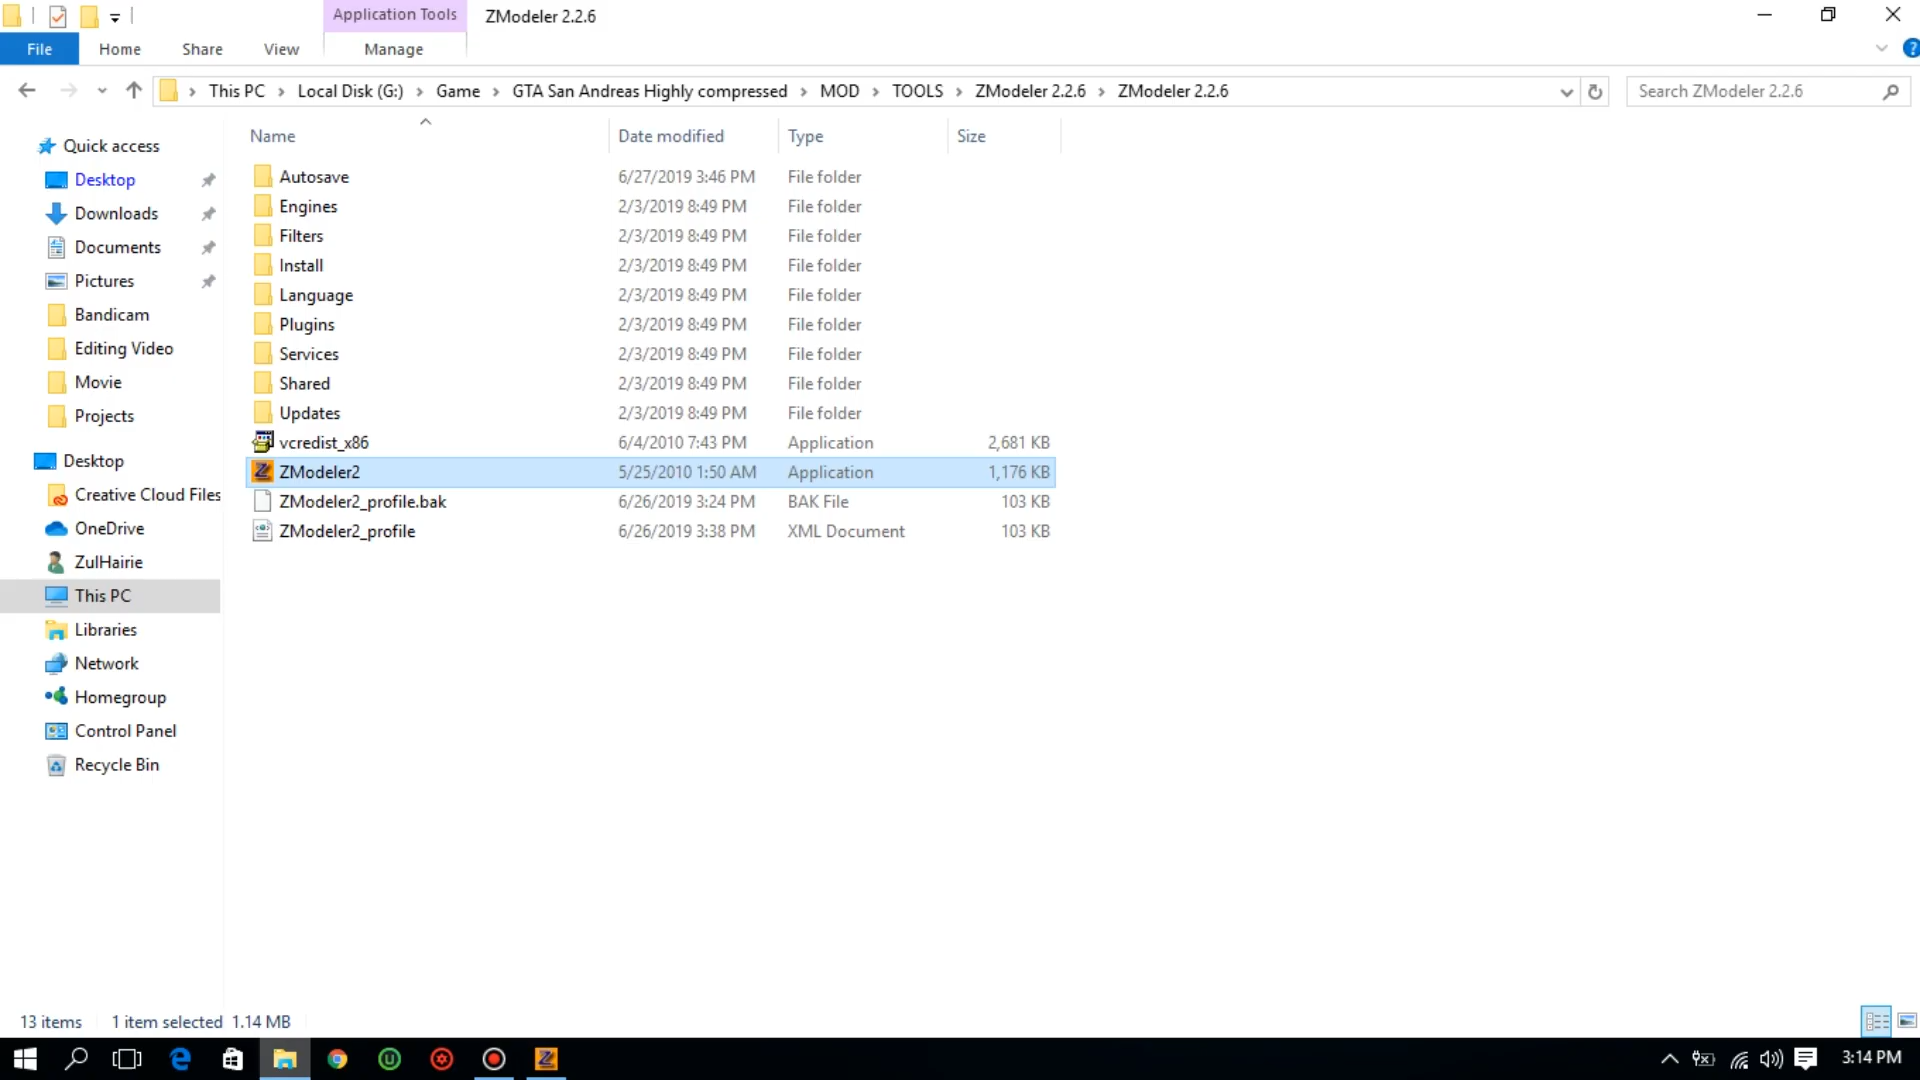 Application Tools ZModeler 2.2.6
File Home Share View Manage
This PC Local Disk (G:) Game GTA San Andreas Highly compressed MOD TOOLS ZModeler 2.2.6 ZModeler 2.2.6 Search ZModeler 2.2.6
Name Date modified Type Size
Quick access
Desktop
Downloads
Documents
Pictures
Bandicam
Editing Video
Movie
Projects
Desktop
Creative Cloud Files
OneDrive
ZulHairie
This PC
Libraries
Network
Homegroup
Control Panel
Recycle Bin
Autosave 6/27/2019 3:46 PM File folder
Engines 2/3/2019 8:49 PM File folder
Filters 2/3/2019 8:49 PM File folder
Install 2/3/2019 8:49 PM File folder
Language 2/3/2019 8:49 PM File folder
Plugins 2/3/2019 8:49 PM File folder
Services 2/3/2019 8:49 PM File folder
Shared 2/3/2019 8:49 PM File folder
Updates 2/3/2019 8:49 PM File folder
vcredist_x86 6/4/2010 7:43 PM Application 2,681 KB
ZModeler2 5/25/2010 1:50 AM Application 1,176 KB
ZModeler2_profile.bak 6/26/2019 3:24 PM BAK File 103 KB
ZModeler2_profile 6/26/2019 3:38 PM XML Document 103 KB
13 items 1 item selected 1.14 MB
3:14 PM